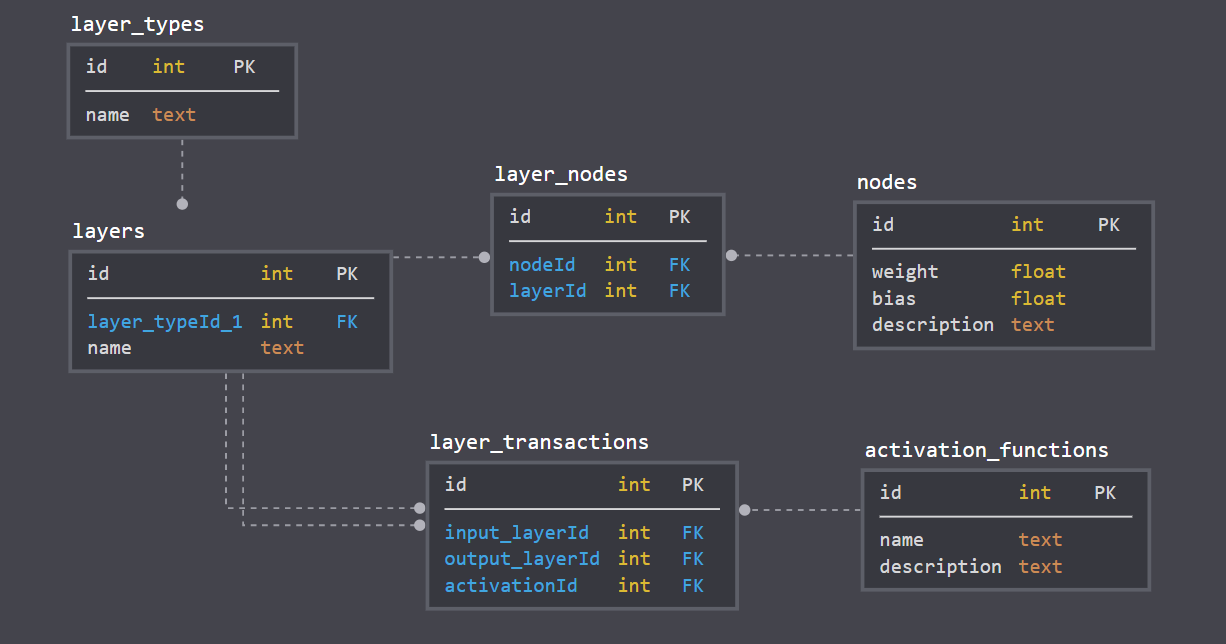 layer_types
id int PK
name text
layers
id int PK
layer_typeId_1 int FK
name text
layer_nodes
id int PK
nodeId int FK
layerId int FK
nodes
id int PK
weight float
bias float
description text
layer_transactions
id int PK
input_layerId int FK
output_layerId int FK
activationId int FK
activation_functions
id int PK
name text
description text